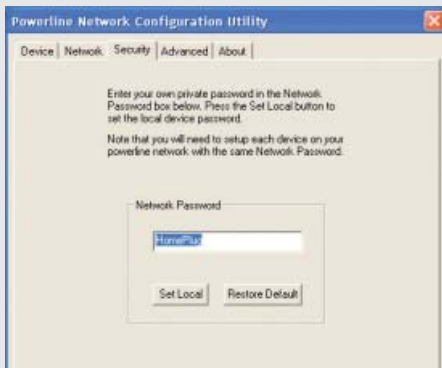 Powerline Network Configuration Utility
Device Network Security Advanced About
Enter your own private password in the Network
Password box below. Press the Set Local button to
set the local device password.
Note that you will need to setup each device on your
powerline network with the same Network Password.
Network Password
HomePlug
Set Local Restore Default